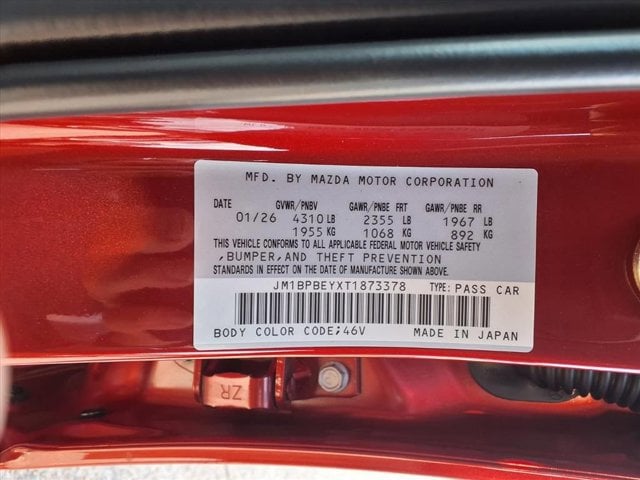 MFD. BY MAZDA MOTOR CORPORATION
DATE GVWR/PNBV GAWR/PNBE FRT GAWR/PNBE RR
01/26 4310 LB 2355 LB 1967 LB
1955 KG 1068 KG 892 KG
THIS VEHICLE CONFORMS TO ALL APPLICABLE FEDERAL MOTOR VEHICLE SAFETY
,BUMPER,AND THEFT PREVENTION
STANDARDS IN EFFECT ON THE DATE OF MANUFACTURE SHOWN ABOVE.
JM1BPBEYXT1873378 TYPE: PASS CAR
BODY COLOR CODE;46V MADE IN JAPAN
ZR